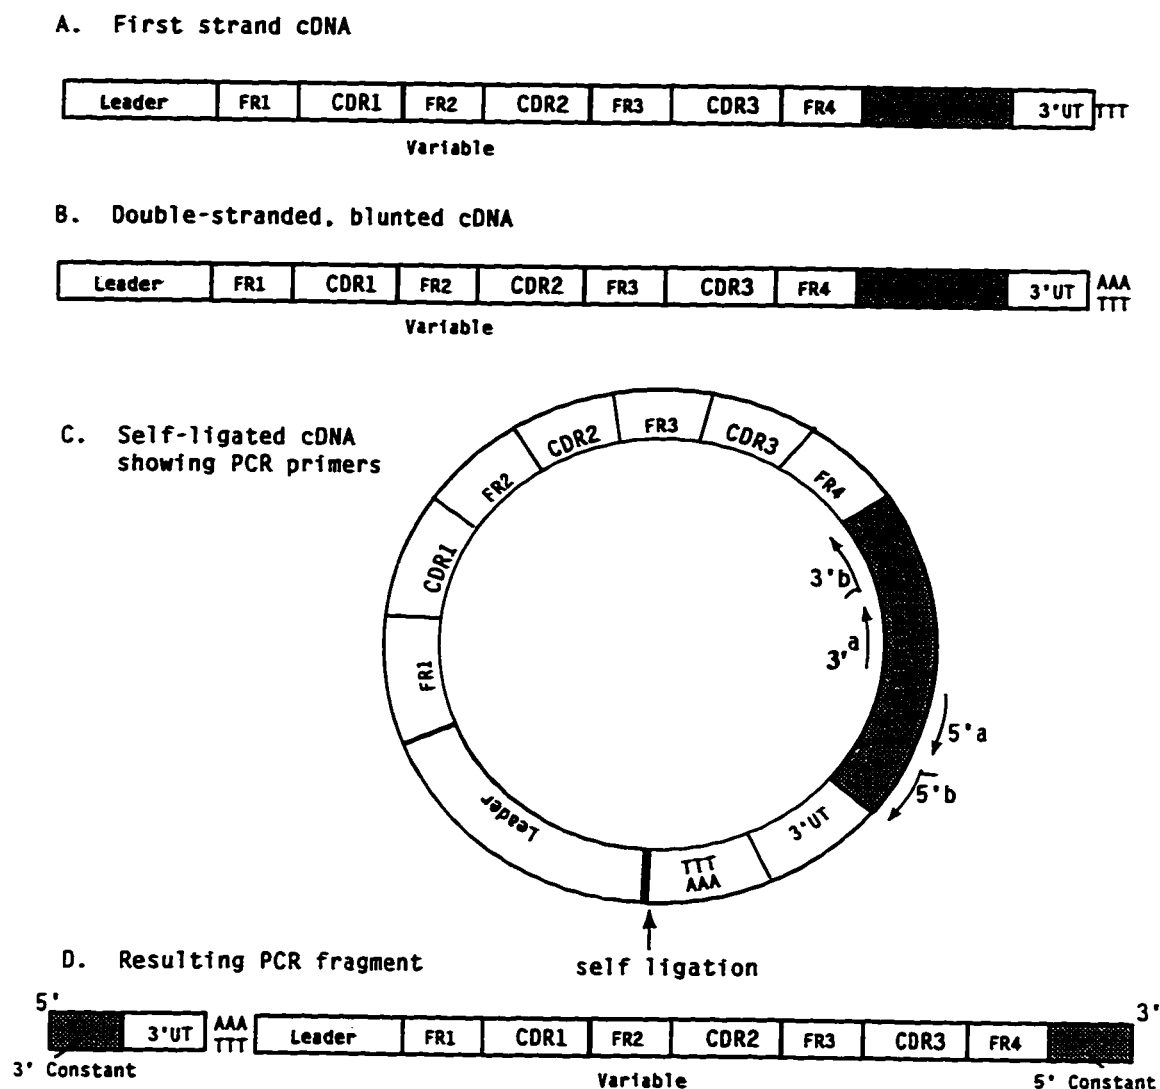 A. First strand cDNA
Leader FR1 CDR1 FR2 CDR2 FR3 CDR3 FR4 3'UT TTT
Variable
B. Double-stranded, blunted cDNA
Leader FR1 CDR1 FR2 CDR2 FR3 CDR3 FR4 3'UT AAA
TTT
Variable
C. Self-ligated cDNA
showing PCR primers
FR1
CDR1
FR2
CDR2
FR3
CDR3
FR4
3'b
3'a
5'a
5'b
3'UT
TTT
AAA
Leader
self ligation
D. Resulting PCR fragment
5' 3'
3'UT AAA Leader FR1 CDR1 FR2 CDR2 FR3 CDR3 FR4
TTT
3' Constant Variable 5' Constant